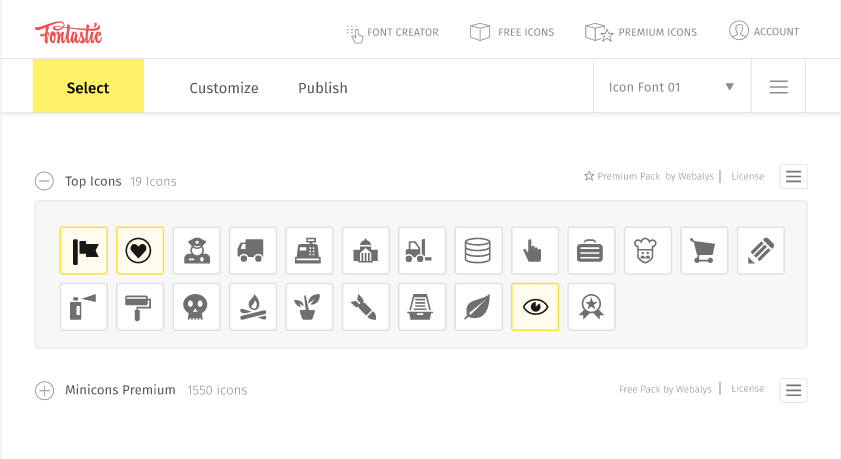 Fontastic
FONT CREATOR
FREE ICONS
PREMIUM ICONS
ACCOUNT
Select
Customize
Publish
Icon Font 01
Top Icons 19 Icons
Premium Pack by Webalys | License
Minicons Premium 1550 icons
Free Pack by Webalys | License